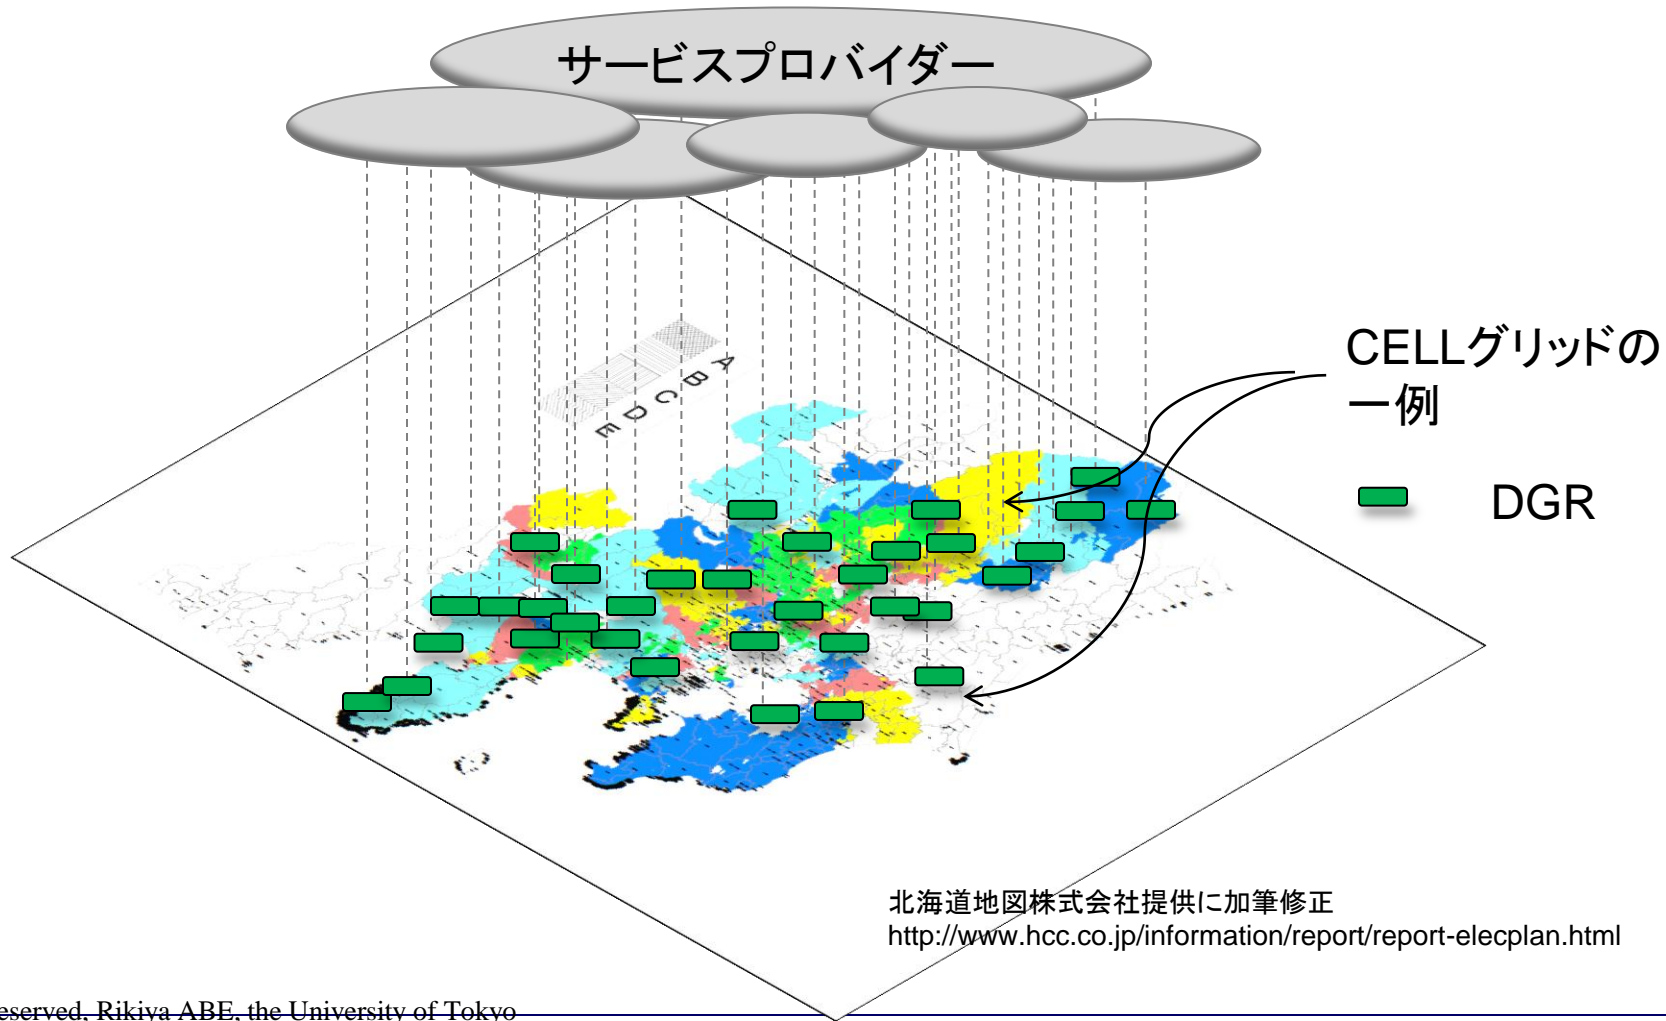 サービスプロバイダー
A
B
C
D
E
CELLグリッドの
一例
DGR
北海道地図株式会社提供に加筆修正
http://www.hcc.co.jp/information/report/report-elecplan.html
eserved, Rikiya ABE, the University of Tokyo